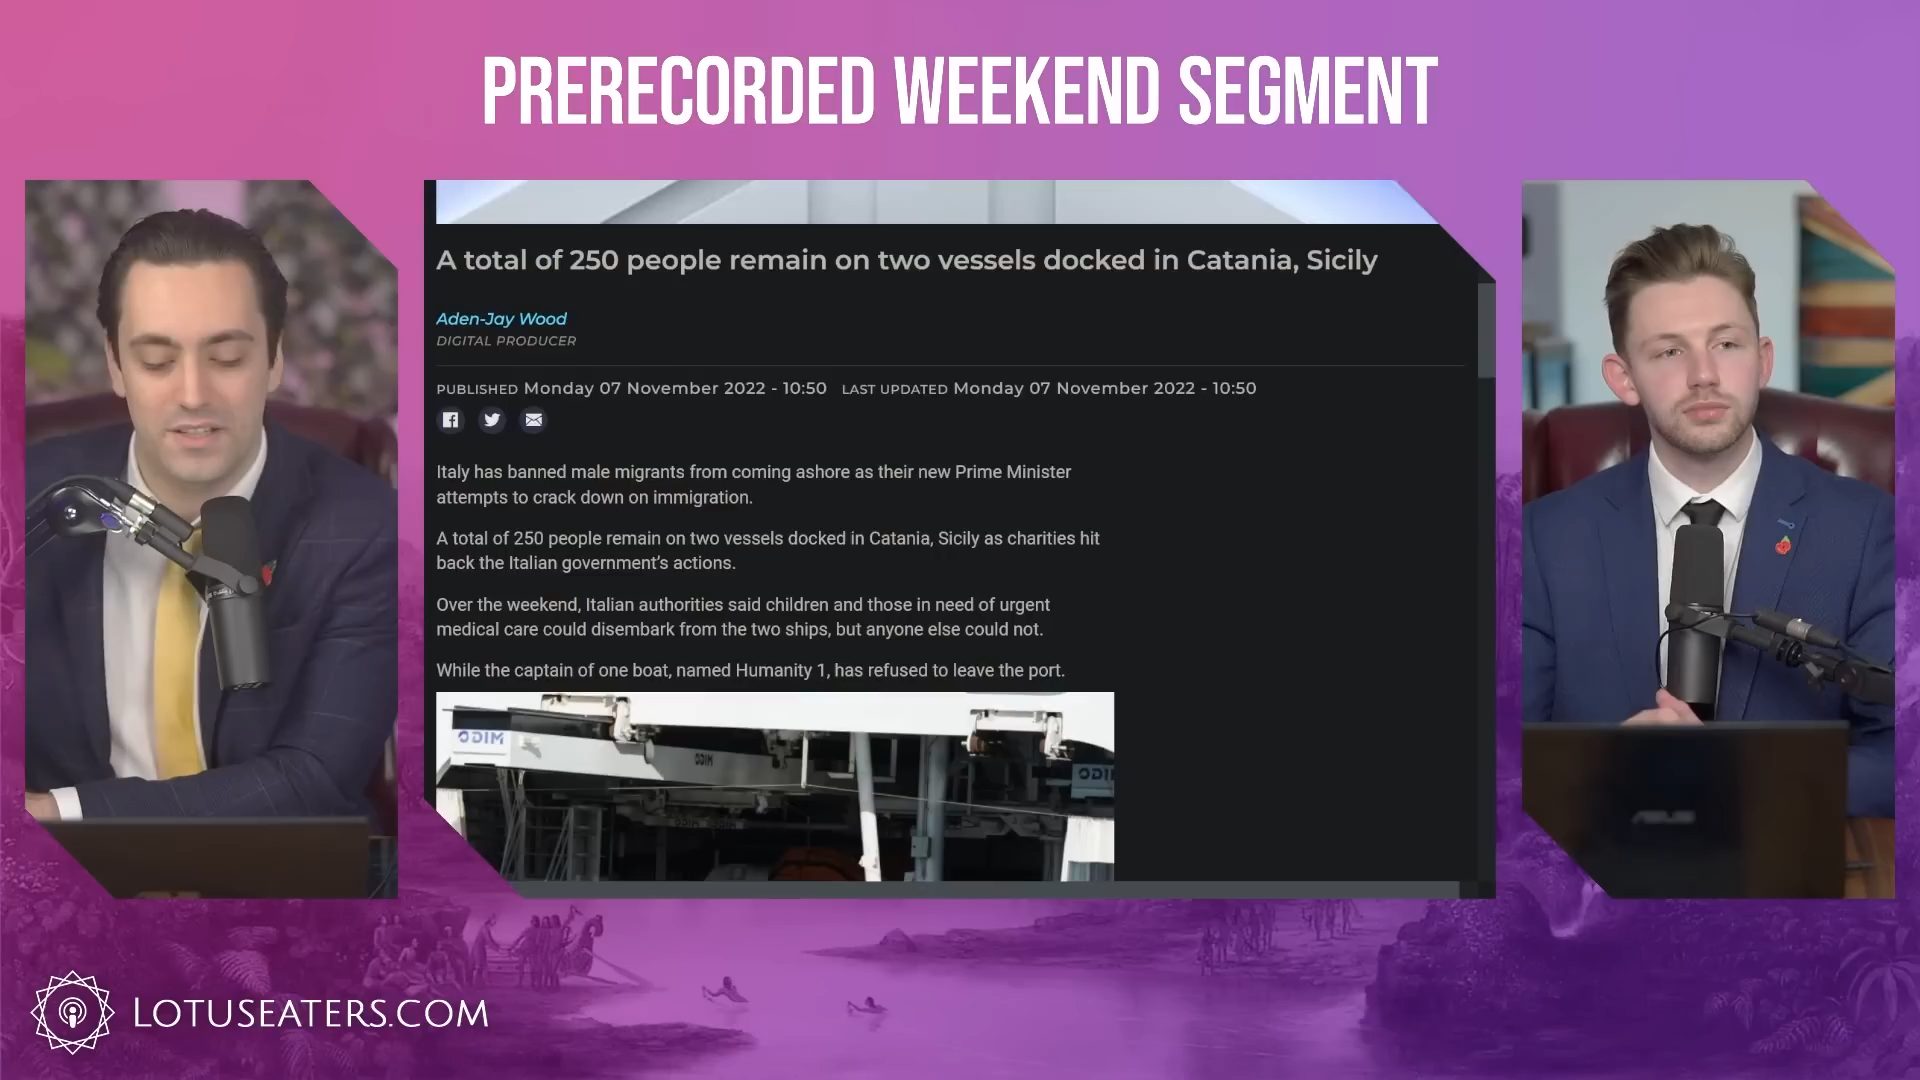 PRERECORDED WEEKEND SEGMENT
A total of 250 people remain on two vessels docked in Catania, Sicily
Aden-Jay Wood
DIGITAL PRODUCER
PUBLISHED Monday 07 November 2022 - 10:50 LAST UPDATED Monday 07 November 2022 - 10:50
Italy has banned male migrants from coming ashore as their new Prime Minister
attempts to crack down on immigration.
A total of 250 people remain on two vessels docked in Catania, Sicily as charities hit
back the Italian government's actions.
Over the weekend, Italian authorities said children and those in need of urgent
medical care could disembark from the two ships, but anyone else could not.
While the captain of one boat, named Humanity 1, has refused to leave the port.
ODIM
ODIM
ODIM
ASUS
LOTUSEATERS.COM